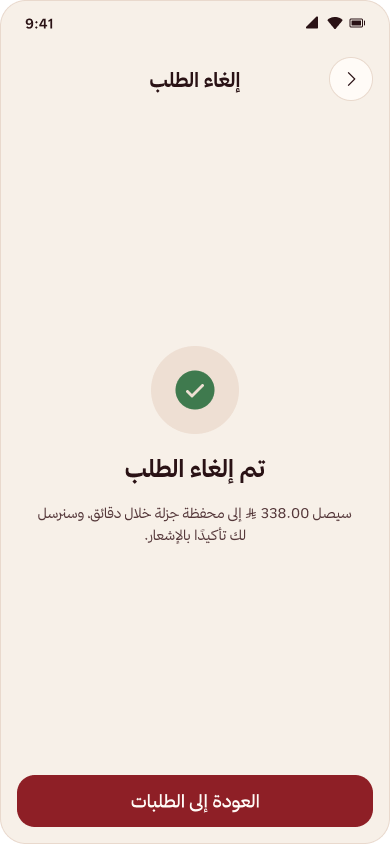 9:41
إلغاء الطلب
تم إلغاء الطلب
سيصل 338.00 ⃁ إلى محفظة جزلة خلال دقائق. وسنرسل
لك تأكيدًا بالإشعار.
العودة إلى الطلبات